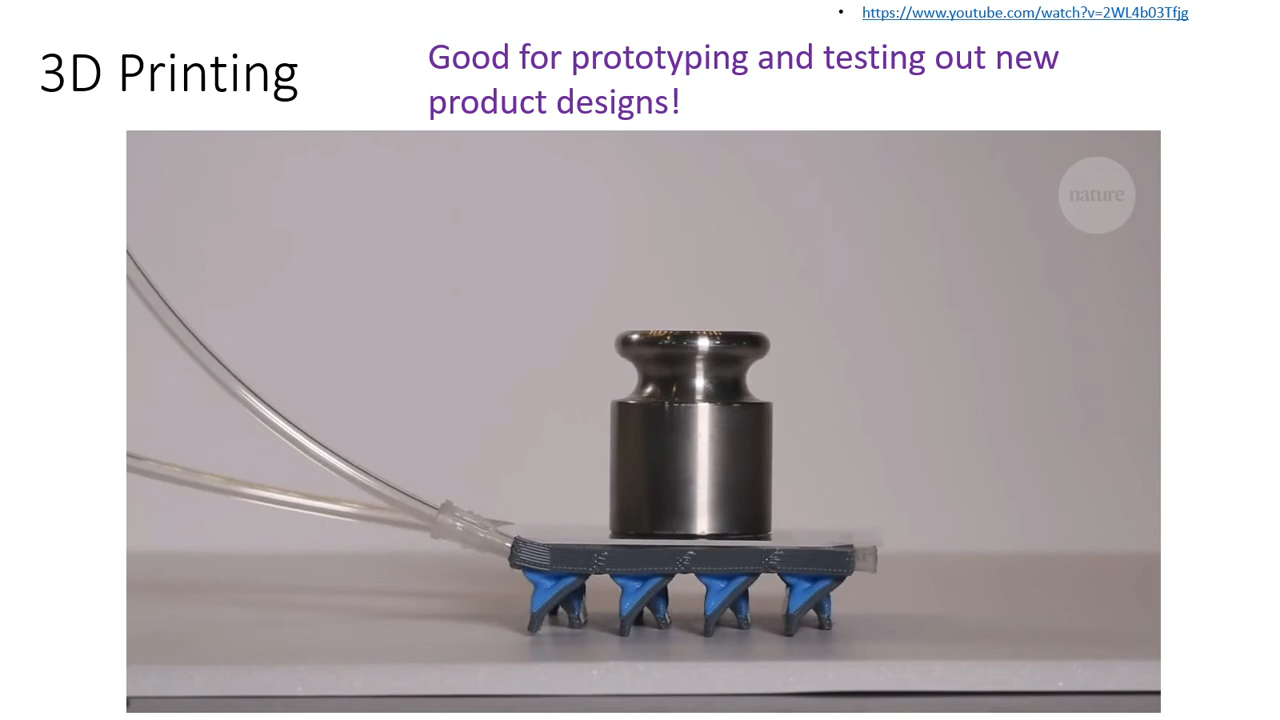 https://www.youtube.com/watch?v=2WL4b03Tfjg
3D Printing
Good for prototyping and testing out new
product designs!
nature